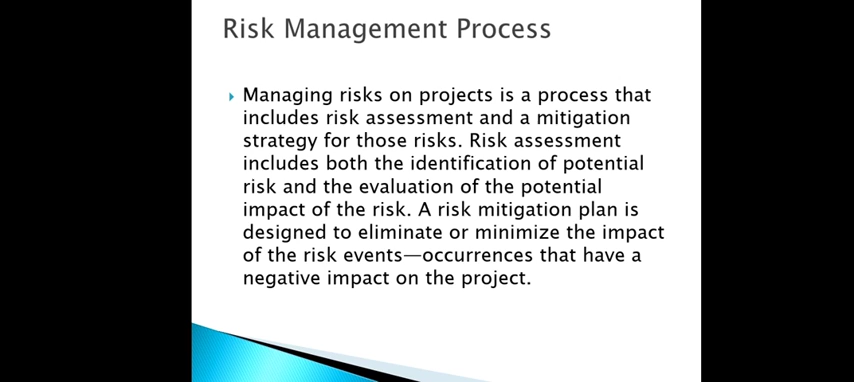 Risk Management Process
Managing risks on projects is a process that
includes risk assessment and a mitigation
strategy for those risks. Risk assessment
includes both the identification of potential
risk and the evaluation of the potential
impact of the risk. A risk mitigation plan is
designed to eliminate or minimize the impact
of the risk events—occurrences that have a
negative impact on the project.